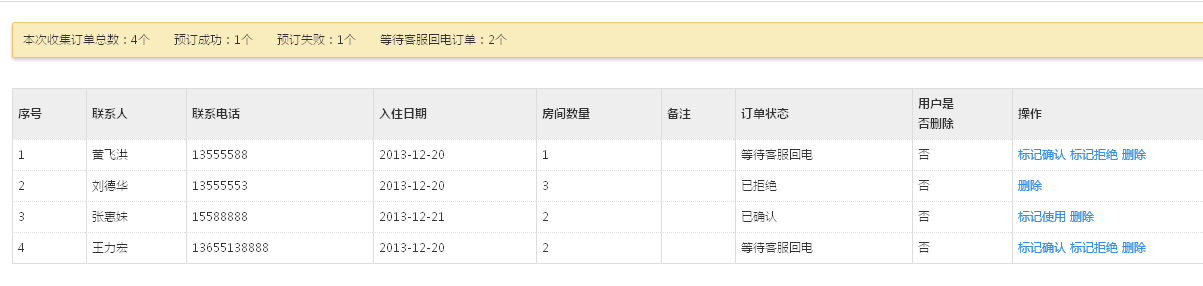 本次收集订单总数：4个 预订成功：1个 预订失败：1个 等待客服回电订单：2个
序号 联系人 联系电话 入住日期 房间数量 备注 订单状态 用户是否删除 操作
1 黄飞洪 13555588 2013-12-20 1 等待客服回电 否 标记确认 标记拒绝 删除
2 刘德华 13555553 2013-12-20 3 已拒绝 否 删除
3 张惠妹 15588888 2013-12-21 2 已确认 否 标记使用 删除
4 王力宏 13655138888 2013-12-20 2 等待客服回电 否 标记确认 标记拒绝 删除